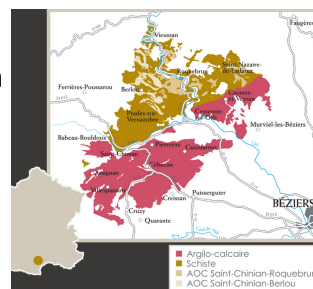 Vieussan
Faugères
Roquebrun
Saint-Nazaire-
de-Ladarez
Ferrières-Poussarou
Berlou
Causses-
et-Veyran
Prades-sur-
Vernazobre
Cessenon-
sur-Orb
Murviel-les-Béziers
Babeau-Bouldoux
Pierrerue
Saint-Chinian
Cazedarnes
Cébazan
Assignan
Villespassans
Puisserguier
Creissan
Cruzy
Quarante
BÉZIERS
Argilo-calcaire
Schiste
AOC Saint-Chinian-Roquebrun
AOC Saint-Chinian-Berlou